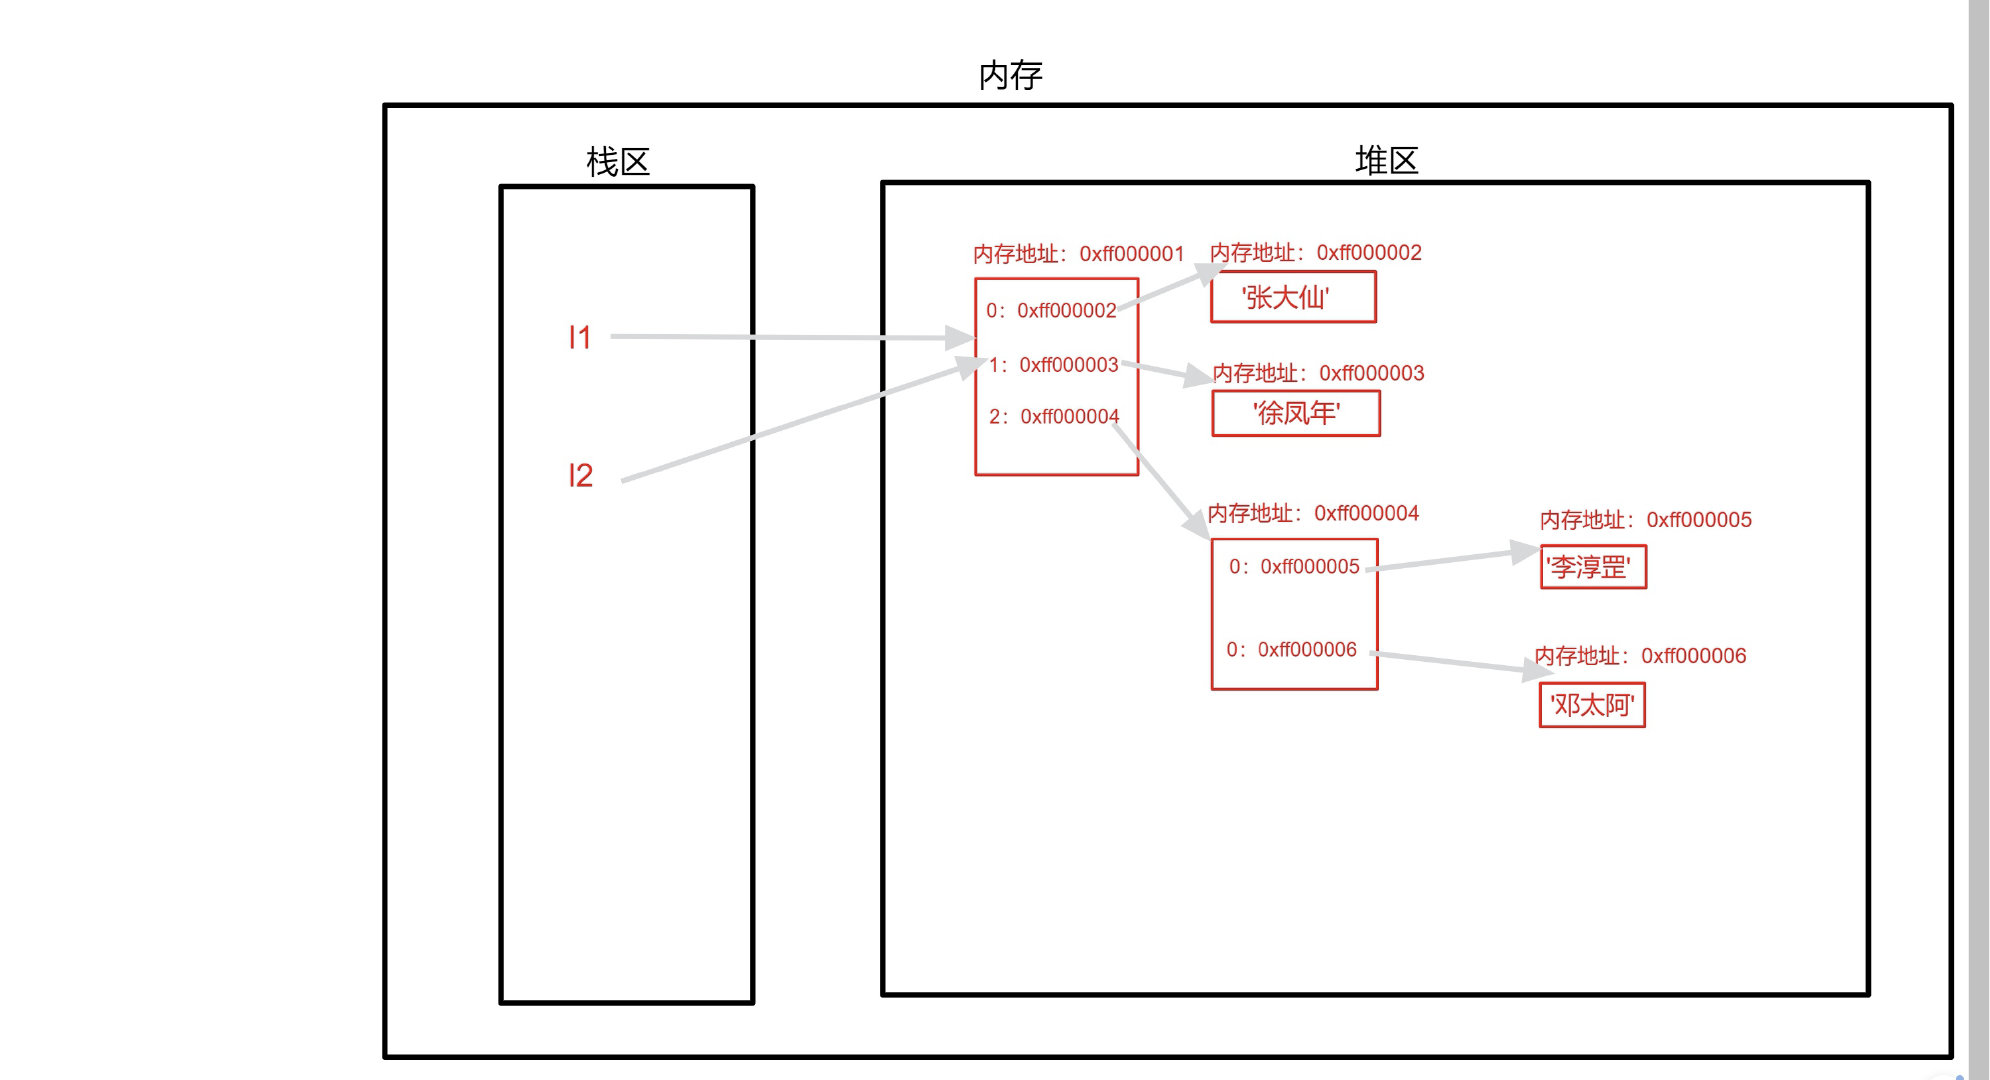 内存
栈区
堆区
内存地址：0xff000001
内存地址：0xff000002
0：0xff000002
'张大仙'
l1
1：0xff000003
内存地址：0xff000003
2：0xff000004
'徐凤年'
l2
内存地址：0xff000004
内存地址：0xff000005
0：0xff000005
'李淳罡'
0：0xff000006
内存地址：0xff000006
'邓太阿'